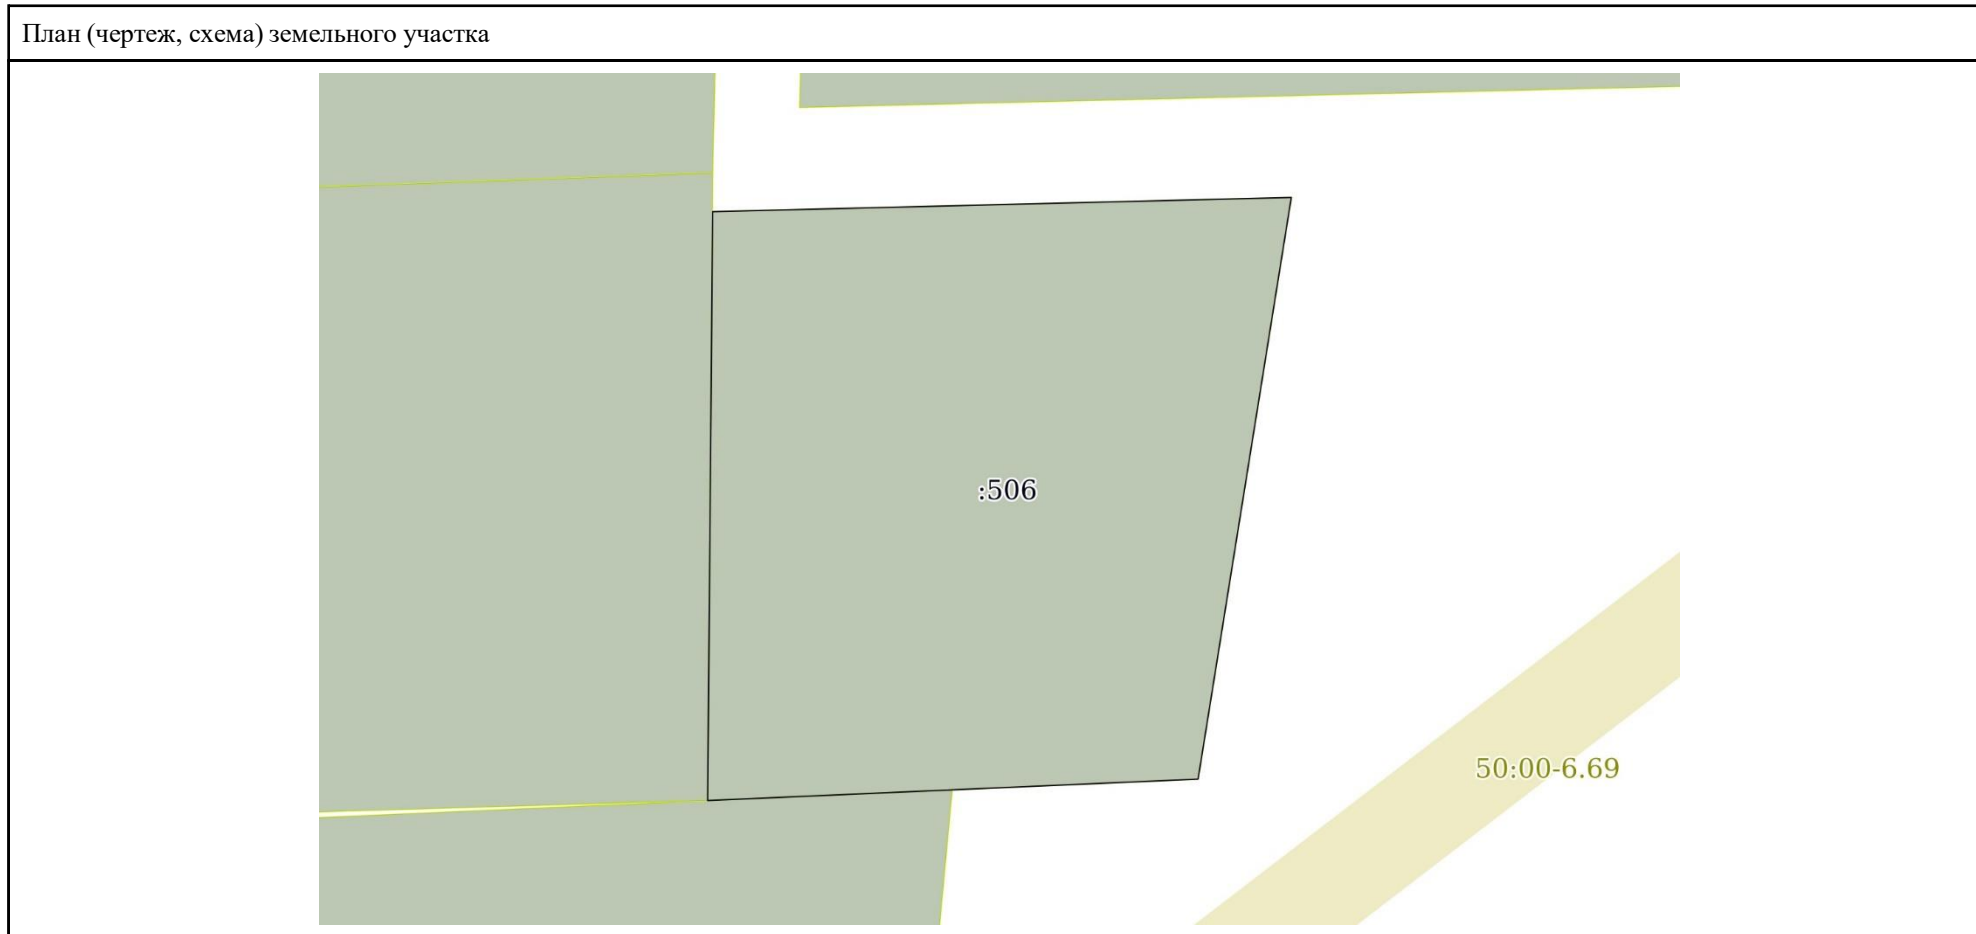 План (чертеж, схема) земельного участка
:506
50:00-6.69